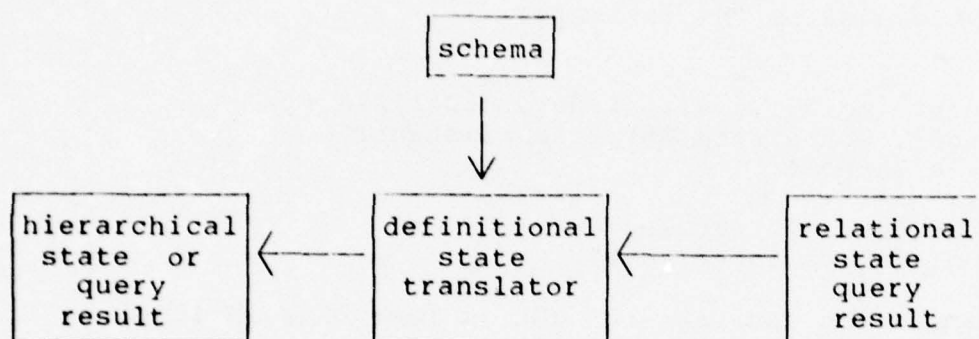 schema
hierarchical
state or
query
result
definitional
state
translator
relational
state
query
result